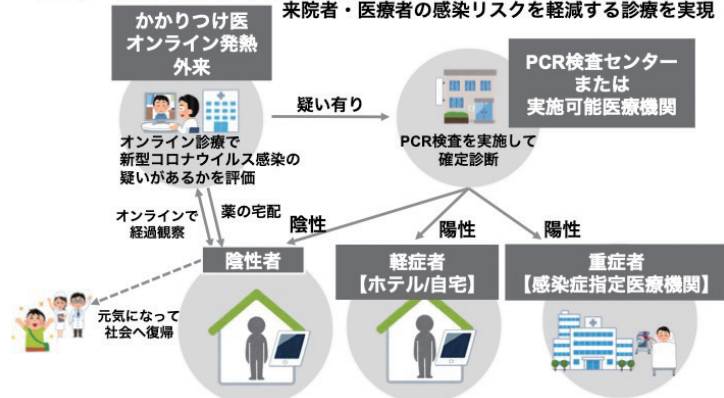 来院者・医療者の感染リスクを軽減する診療を実現
かかりつけ医
オンライン発熱
外来
オンライン診療で
新型コロナウイルス感染の
疑いがあるかを評価
疑い有り
PCR検査センター
または
実施可能医療機関
PCR検査を実施して
確定診断
オンラインで
経過観察
薬の宅配
陰性
陽性
陽性
陰性者
軽症者
【ホテル/自宅】
重症者
【感染症指定医療機関】
元気になって
社会へ復帰